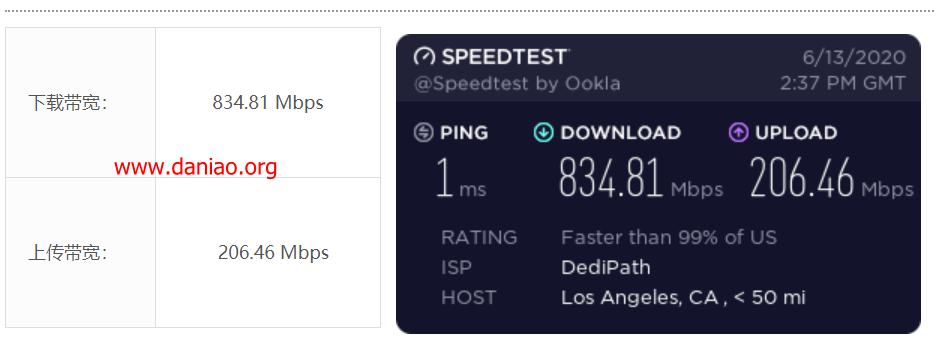 下载带宽:
834.81 Mbps
www.daniao.org
上传带宽:
206.46 Mbps
SPEEDTEST
6/13/2020
@Speedtest by Ookla
2:37 PM GMT
PING
DOWNLOAD
UPLOAD
1 ms
834.81 Mbps
206.46 Mbps
RATING
Faster than 99% of US
ISP
DediPath
HOST
Los Angeles, CA , < 50 mi